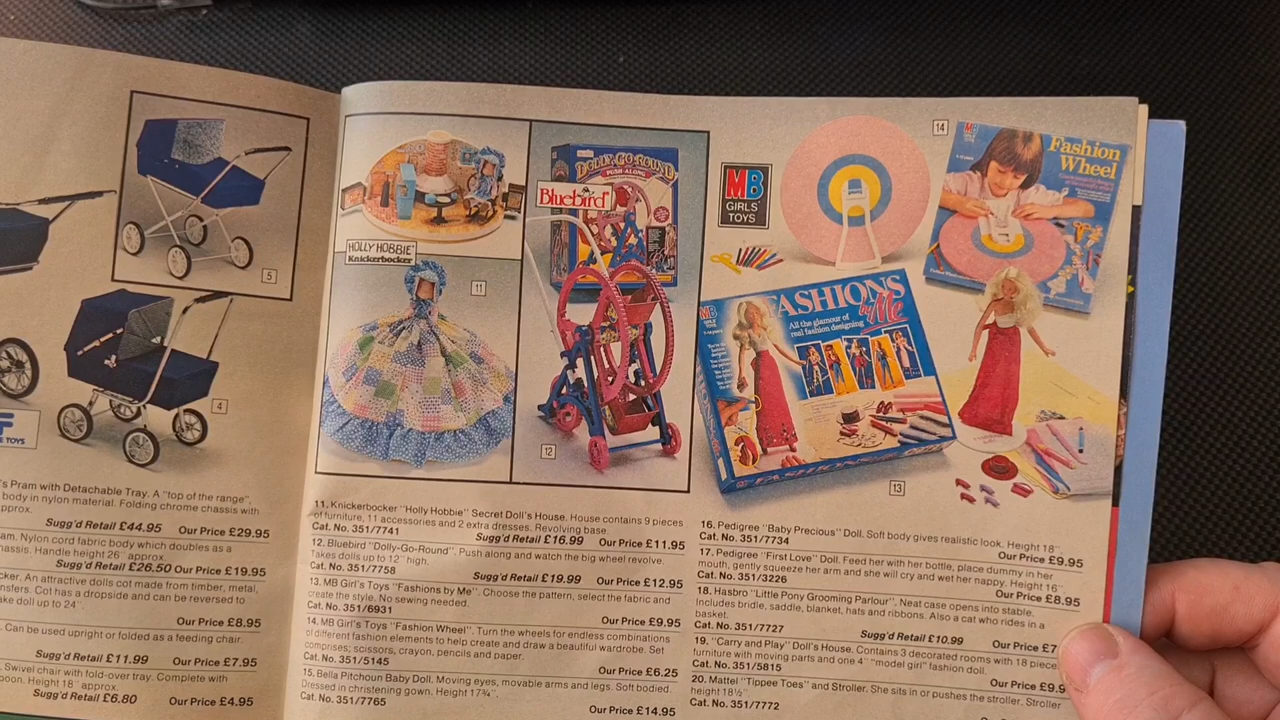 5
4
F
E TOYS
's Pram with Detachable Tray. A "top of the range",
body in nylon material. Folding chrome chassis with
pprox.
Sugg'd Retail £44.95 Our Price £29.95
am. Nylon cord fabric body which doubles as a
hassis. Handle height 26" approx.
Sugg'd Retail £26.50 Our Price £19.95
cker. An attractive dolls cot made from timber, metal,
nsfers. Cot has a dropside and can be reversed to
ake doll up to 24".
Our Price £8.95
. Can be used upright or folded as a feeding chair.
Sugg'd Retail £11.99 Our Price £7.95
. Swivel chair with fold-over tray. Complete with
poon. Height 18" approx.
Sugg'd Retail £6.80 Our Price £4.95
HOLLY HOBBIE
Knickerbocker
11
Bluebird
DOLLY-GO-ROUND
PUSH-ALONG
12
MB
GIRLS'
TOYS
14
MB
Fashion
Wheel
MB
FASHIONS
by Me
All the glamour of
real fashion designing
FASHIONS
13
11. Knickerbocker "Holly Hobbie" Secret Doll's House. House contains 9 pieces
of furniture, 11 accessories and 2 extra dresses. Revolving base.
Cat. No. 351/7741 Sugg'd Retail £16.99 Our Price £11.95
12. Bluebird "Dolly-Go-Round". Push along and watch the big wheel revolve.
Takes dolls up to 12" high.
Cat. No. 351/7758 Sugg'd Retail £19.99 Our Price £12.95
13. MB Girl's Toys "Fashions by Me". Choose the pattern, select the fabric and
create the style. No sewing needed.
Cat. No. 351/6931 Our Price £9.95
14. MB Girl's Toys "Fashion Wheel". Turn the wheels for endless combinations
of different fashion elements to help create and draw a beautiful wardrobe. Set
comprises; scissors, crayon, pencils and paper.
Cat. No. 351/5145 Our Price £6.25
15. Bella Pitchoun Baby Doll. Moving eyes, movable arms and legs. Soft bodied.
Dressed in christening gown. Height 17¾".
Cat. No. 351/7765 Our Price £14.95
16. Pedigree "Baby Precious" Doll. Soft body gives realistic look. Height 18".
Cat. No. 351/7734 Our Price £9.95
17. Pedigree "First Love" Doll. Feed her with her bottle, place dummy in her
mouth, gently squeeze her arm and she will cry and wet her nappy. Height 16"
Cat. No. 351/3226 Our Price £8.95
18. Hasbro "Little Pony Grooming Parlour". Neat case opens into stable.
Includes bridle, saddle, blanket, hats and ribbons. Also a cat who rides in a
basket.
Cat. No. 351/7727 Sugg'd Retail £10.99 Our Price £7
19. "Carry and Play" Doll's House. Contains 3 decorated rooms with 18 piece
furniture with moving parts and one 4" "model girl" fashion doll.
Cat. No. 351/5815 Our Price £9.9
20. Mattel "Tippee Toes" and Stroller. She sits in or pushes the stroller. Stroller
height 18½".
Cat. No. 351/7772